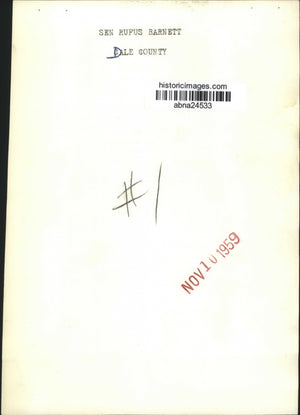 SEN RUFUS BARNETT
DALE COUNTY
historicimages.com
abna24533
#1
NOV 10 1959